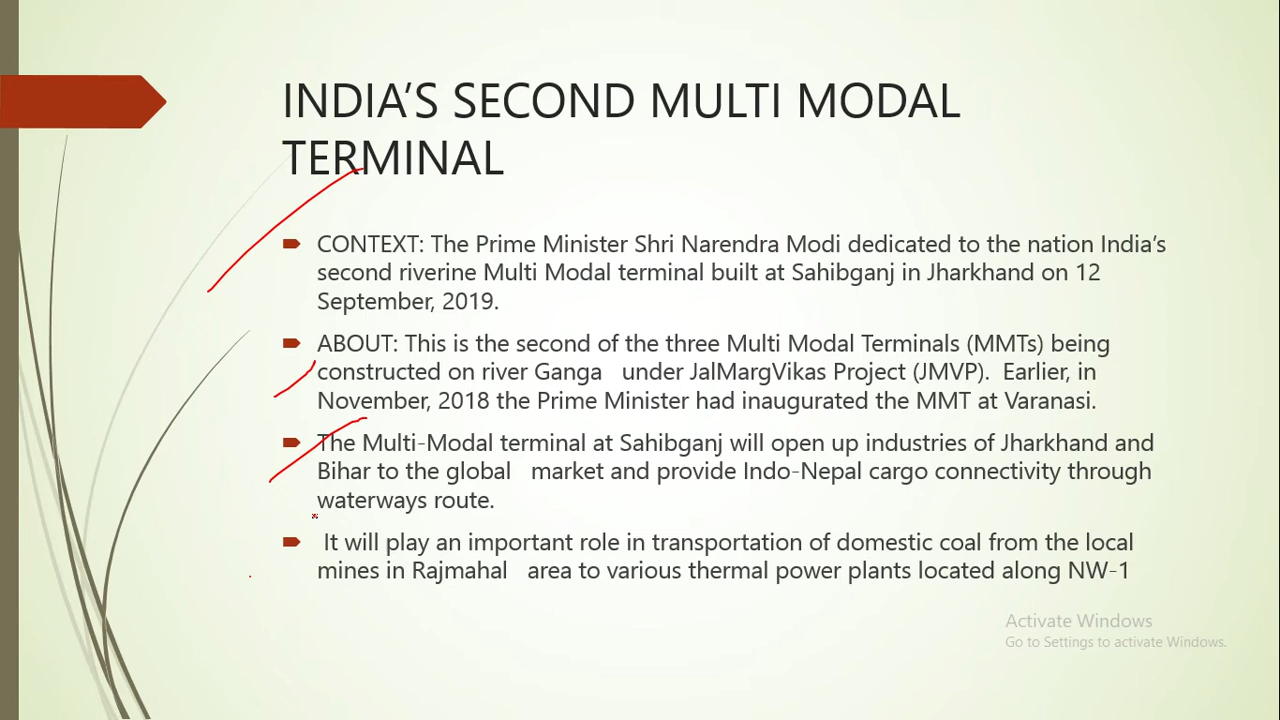 INDIA’S SECOND MULTI MODAL
TERMINAL
CONTEXT: The Prime Minister Shri Narendra Modi dedicated to the nation India’s
second riverine Multi Modal terminal built at Sahibganj in Jharkhand on 12
September, 2019.
ABOUT: This is the second of the three Multi Modal Terminals (MMTs) being
constructed on river Ganga under JalMargVikas Project (JMVP). Earlier, in
November, 2018 the Prime Minister had inaugurated the MMT at Varanasi.
The Multi-Modal terminal at Sahibganj will open up industries of Jharkhand and
Bihar to the global market and provide Indo-Nepal cargo connectivity through
waterways route.
It will play an important role in transportation of domestic coal from the local
mines in Rajmahal area to various thermal power plants located along NW-1
Activate Windows
Go to Settings to activate Windows.